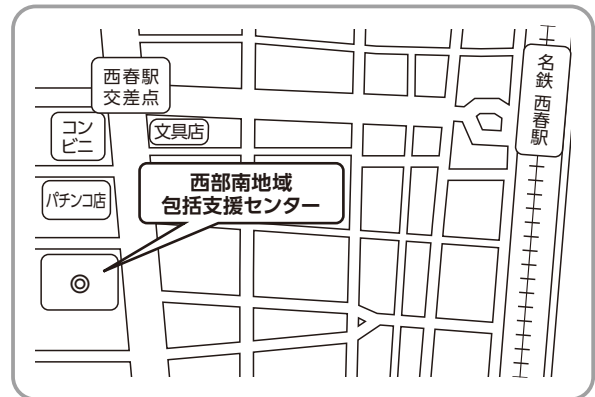 西春駅
交差点
名鉄 西春駅
コン
ビニ
文具店
パチンコ店
西部南地域
包括支援センター